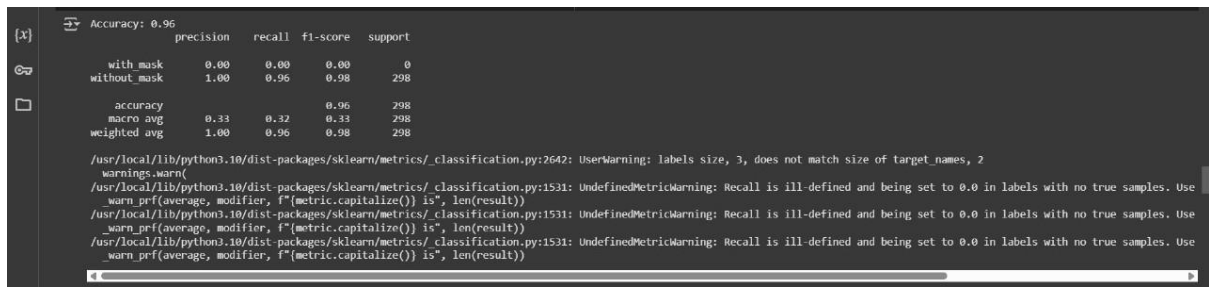 Accuracy: 0.96
{x}
precision recall f1-score support
with_mask 0.00 0.00 0.00 0
without_mask 1.00 0.96 0.98 298
accuracy 0.96 298
macro avg 0.33 0.32 0.33 298
weighted avg 1.00 0.96 0.98 298
/usr/local/lib/python3.10/dist-packages/sklearn/metrics/_classification.py:2642: UserWarning: labels size, 3, does not match size of target_names, 2
warnings.warn(
/usr/local/lib/python3.10/dist-packages/sklearn/metrics/_classification.py:1531: UndefinedMetricWarning: Recall is ill-defined and being set to 0.0 in labels with no true samples. Use
_warn_prf(average, modifier, f"{metric.capitalize()} is", len(result))
/usr/local/lib/python3.10/dist-packages/sklearn/metrics/_classification.py:1531: UndefinedMetricWarning: Recall is ill-defined and being set to 0.0 in labels with no true samples. Use
_warn_prf(average, modifier, f"{metric.capitalize()} is", len(result))
/usr/local/lib/python3.10/dist-packages/sklearn/metrics/_classification.py:1531: UndefinedMetricWarning: Recall is ill-defined and being set to 0.0 in labels with no true samples. Use
_warn_prf(average, modifier, f"{metric.capitalize()} is", len(result))